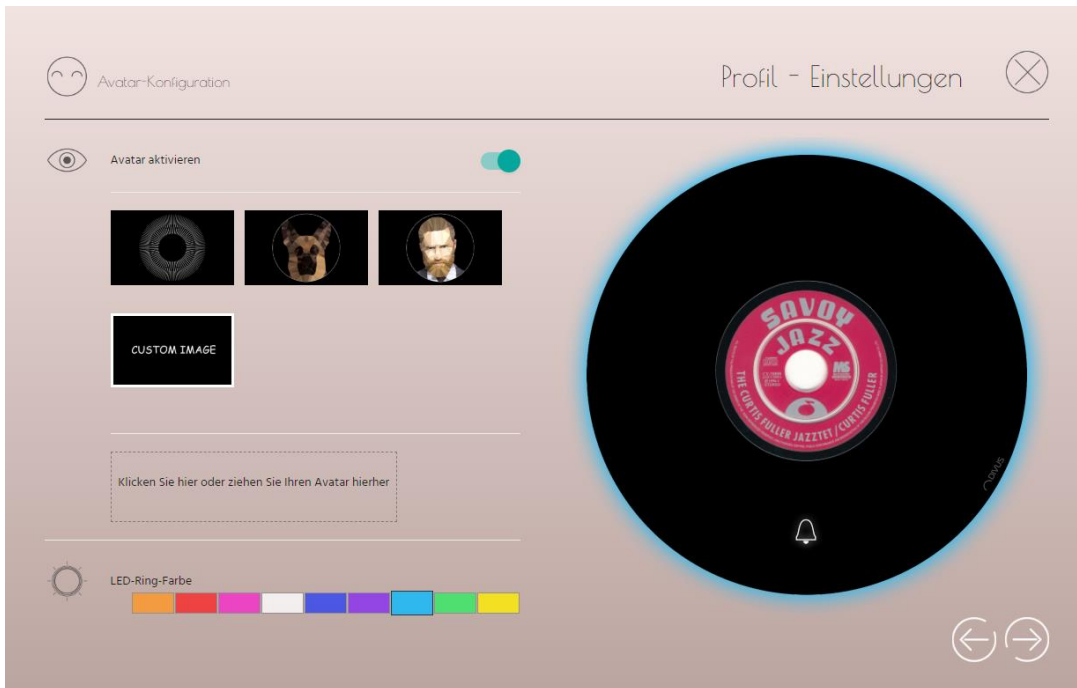 Avatar-Konfiguration
Profil - Einstellungen
Avatar aktivieren
CUSTOM IMAGE
Klicken Sie hier oder ziehen Sie Ihren Avatar hierher
LED-Ring-Farbe
SAVOY
JAZZ
MS
THE CURTIS FULLER JAZZTET / CURTIS FULLER